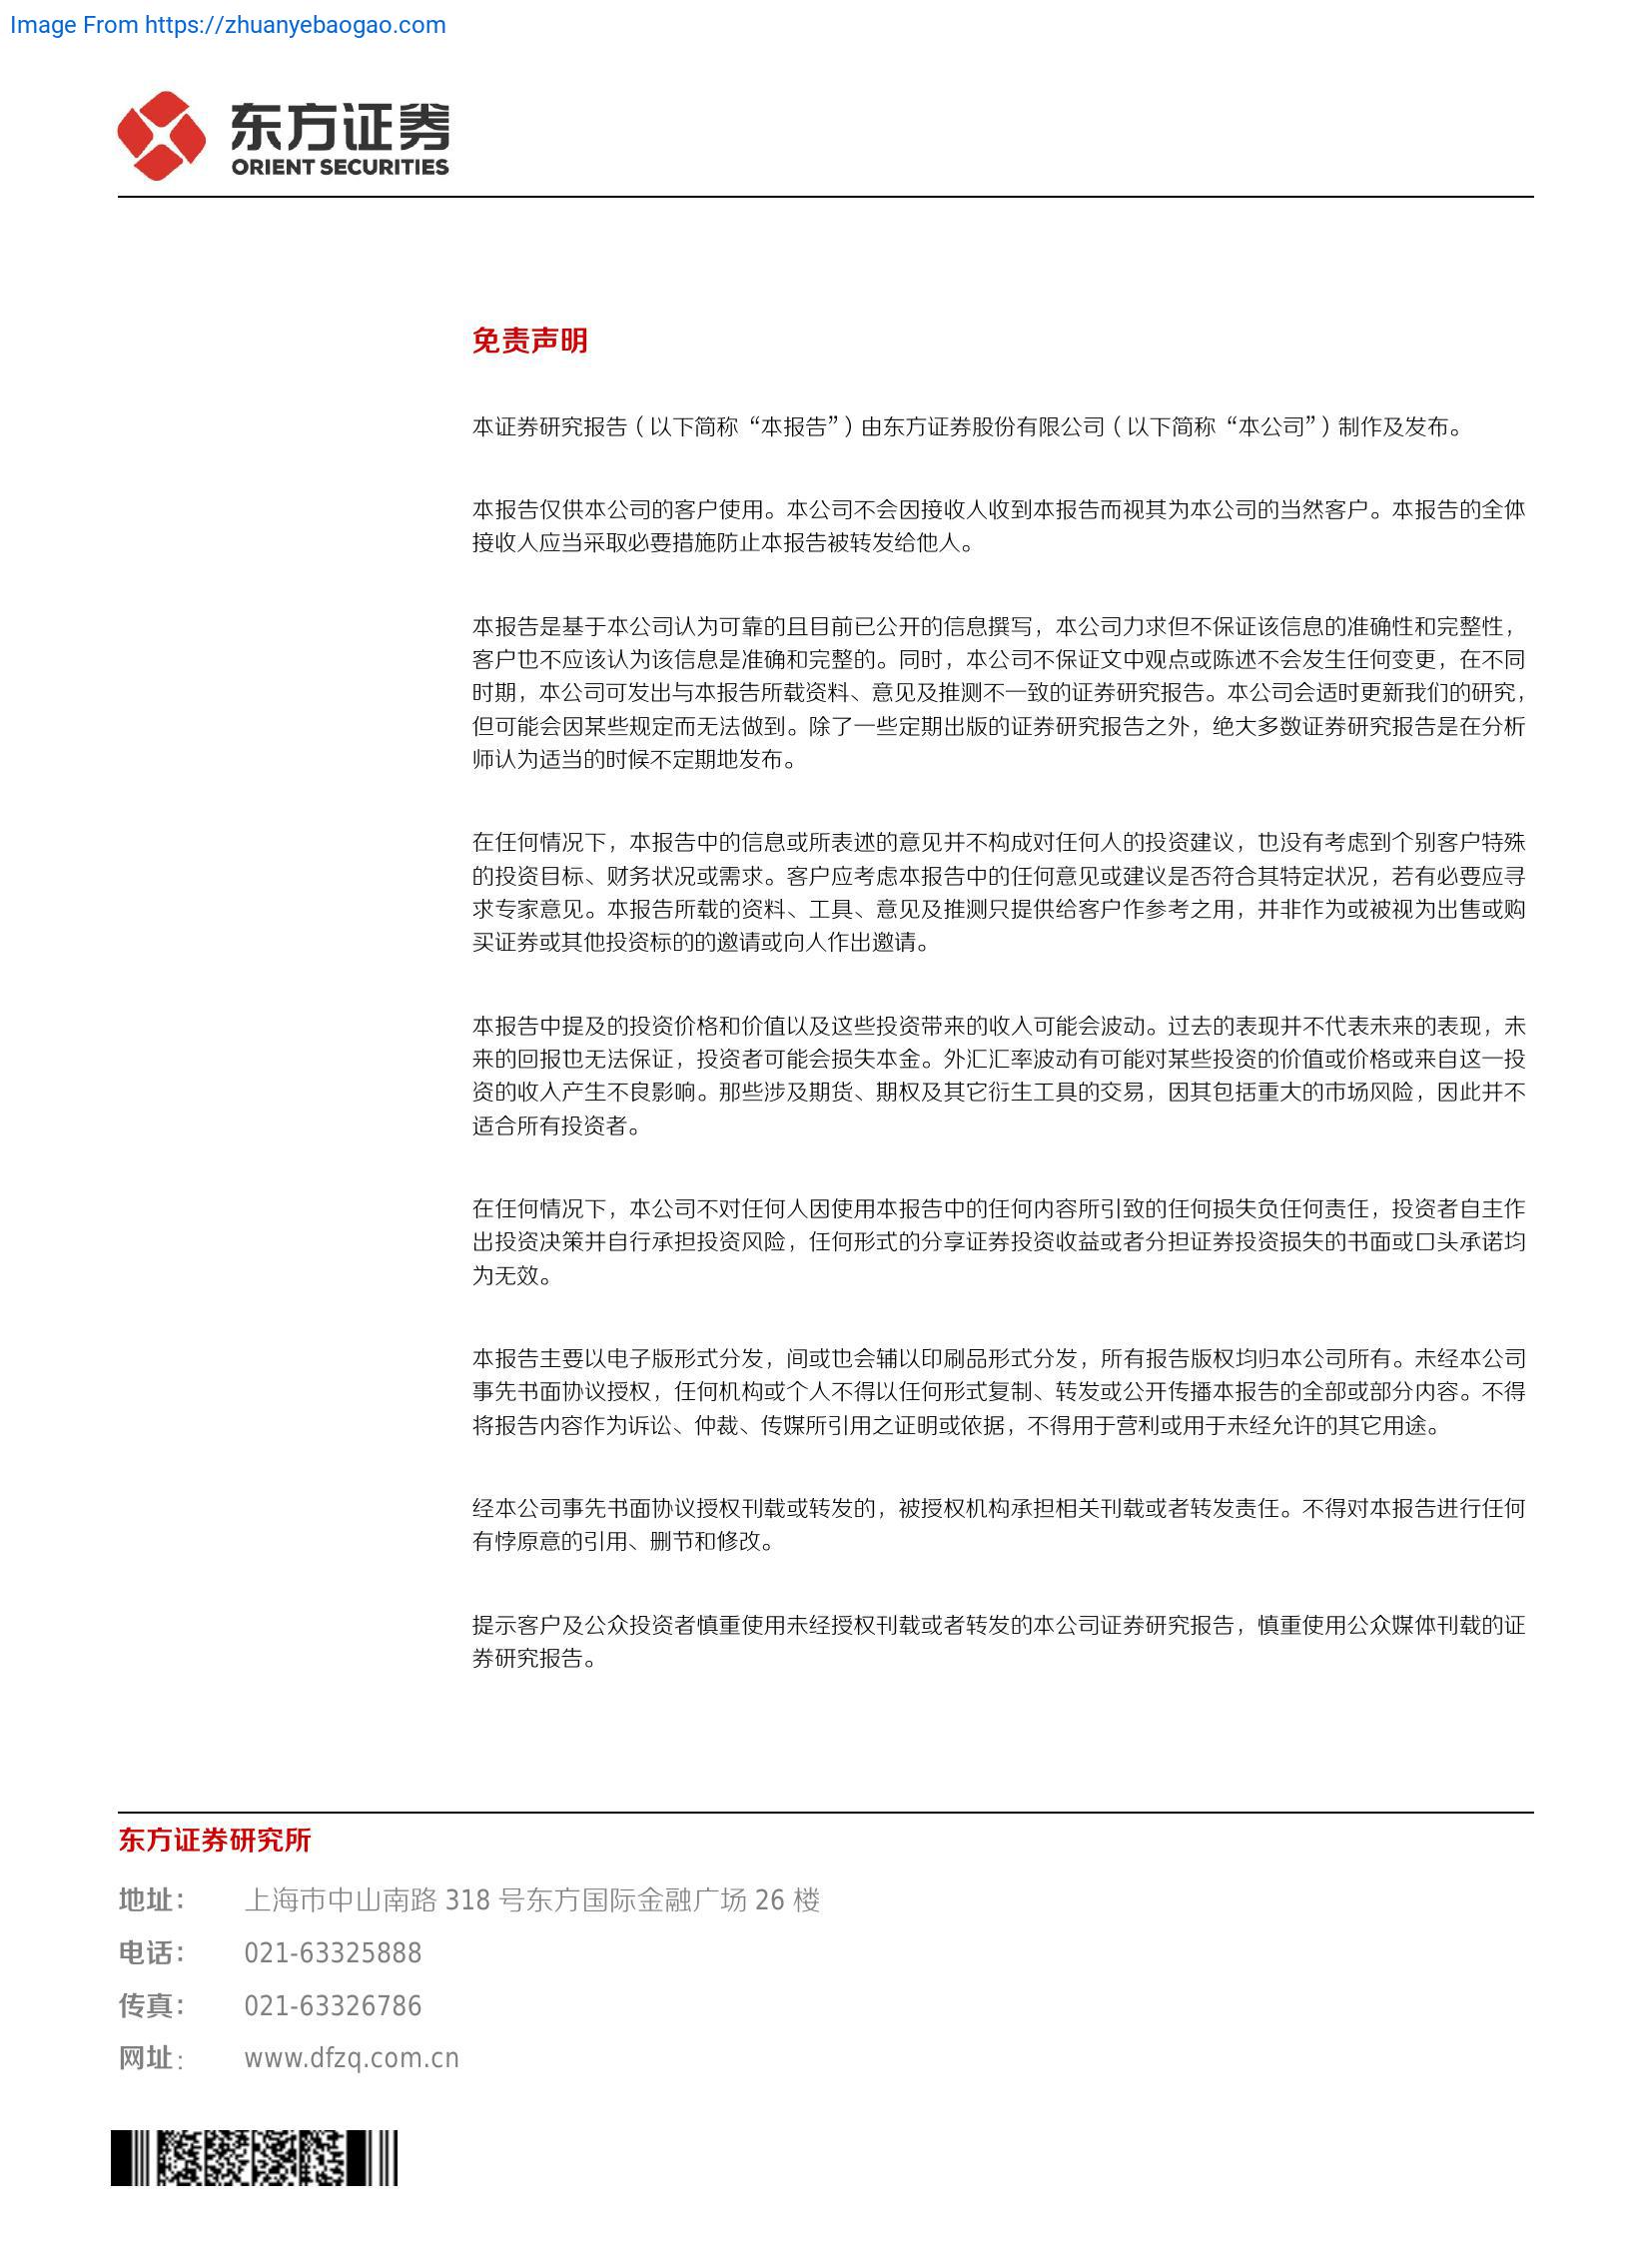 Image From https://zhuanyebaogao.com
东方证券
ORIENT SECURITIES
免责声明
本证券研究报告（以下简称“本报告”）由东方证券股份有限公司（以下简称“本公司”）制作及发布。
本报告仅供本公司的客户使用。本公司不会因接收人收到本报告而视其为本公司的当然客户。本报告的全体
接收人应当采取必要措施防止本报告被转发给他人。
本报告是基于本公司认为可靠的且目前已公开的信息撰写，本公司力求但不保证该信息的准确性和完整性，
客户也不应该认为该信息是准确和完整的。同时，本公司不保证文中观点或陈述不会发生任何变更，在不同
时期，本公司可发出与本报告所载资料、意见及推测不一致的证券研究报告。本公司会适时更新我们的研究，
但可能会因某些规定而无法做到。除了一些定期出版的证券研究报告之外，绝大多数证券研究报告是在分析
师认为适当的时候不定期地发布。
在任何情况下，本报告中的信息或所表述的意见并不构成对任何人的投资建议，也没有考虑到个别客户特殊
的投资目标、财务状况或需求。客户应考虑本报告中的任何意见或建议是否符合其特定状况，若有必要应寻
求专家意见。本报告所载的资料、工具、意见及推测只提供给客户作参考之用，并非作为或被视为出售或购
买证券或其他投资标的的邀请或向人作出邀请。
本报告中提及的投资价格和价值以及这些投资带来的收入可能会波动。过去的表现并不代表未来的表现，未
来的回报也无法保证，投资者可能会损失本金。外汇汇率波动有可能对某些投资的价值或价格或来自这一投
资的收入产生不良影响。那些涉及期货、期权及其它衍生工具的交易，因其包括重大的市场风险，因此并不
适合所有投资者。
在任何情况下，本公司不对任何人因使用本报告中的任何内容所引致的任何损失负任何责任，投资者自主作
出投资决策并自行承担投资风险，任何形式的分享证券投资收益或者分担证券投资损失的书面或口头承诺均
为无效。
本报告主要以电子版形式分发，间或也会辅以印刷品形式分发，所有报告版权均归本公司所有。未经本公司
事先书面协议授权，任何机构或个人不得以任何形式复制、转发或公开传播本报告的全部或部分内容。不得
将报告内容作为诉讼、仲裁、传媒所引用之证明或依据，不得用于营利或用于未经允许的其它用途。
经本公司事先书面协议授权刊载或转发的，被授权机构承担相关刊载或者转发责任。不得对本报告进行任何
有悖原意的引用、删节和修改。
提示客户及公众投资者慎重使用未经授权刊载或者转发的本公司证券研究报告，慎重使用公众媒体刊载的证
券研究报告。
东方证券研究所
地址： 上海市中山南路 318 号东方国际金融广场 26 楼
电话： 021-63325888
传真： 021-63326786
网址： www.dfzq.com.cn